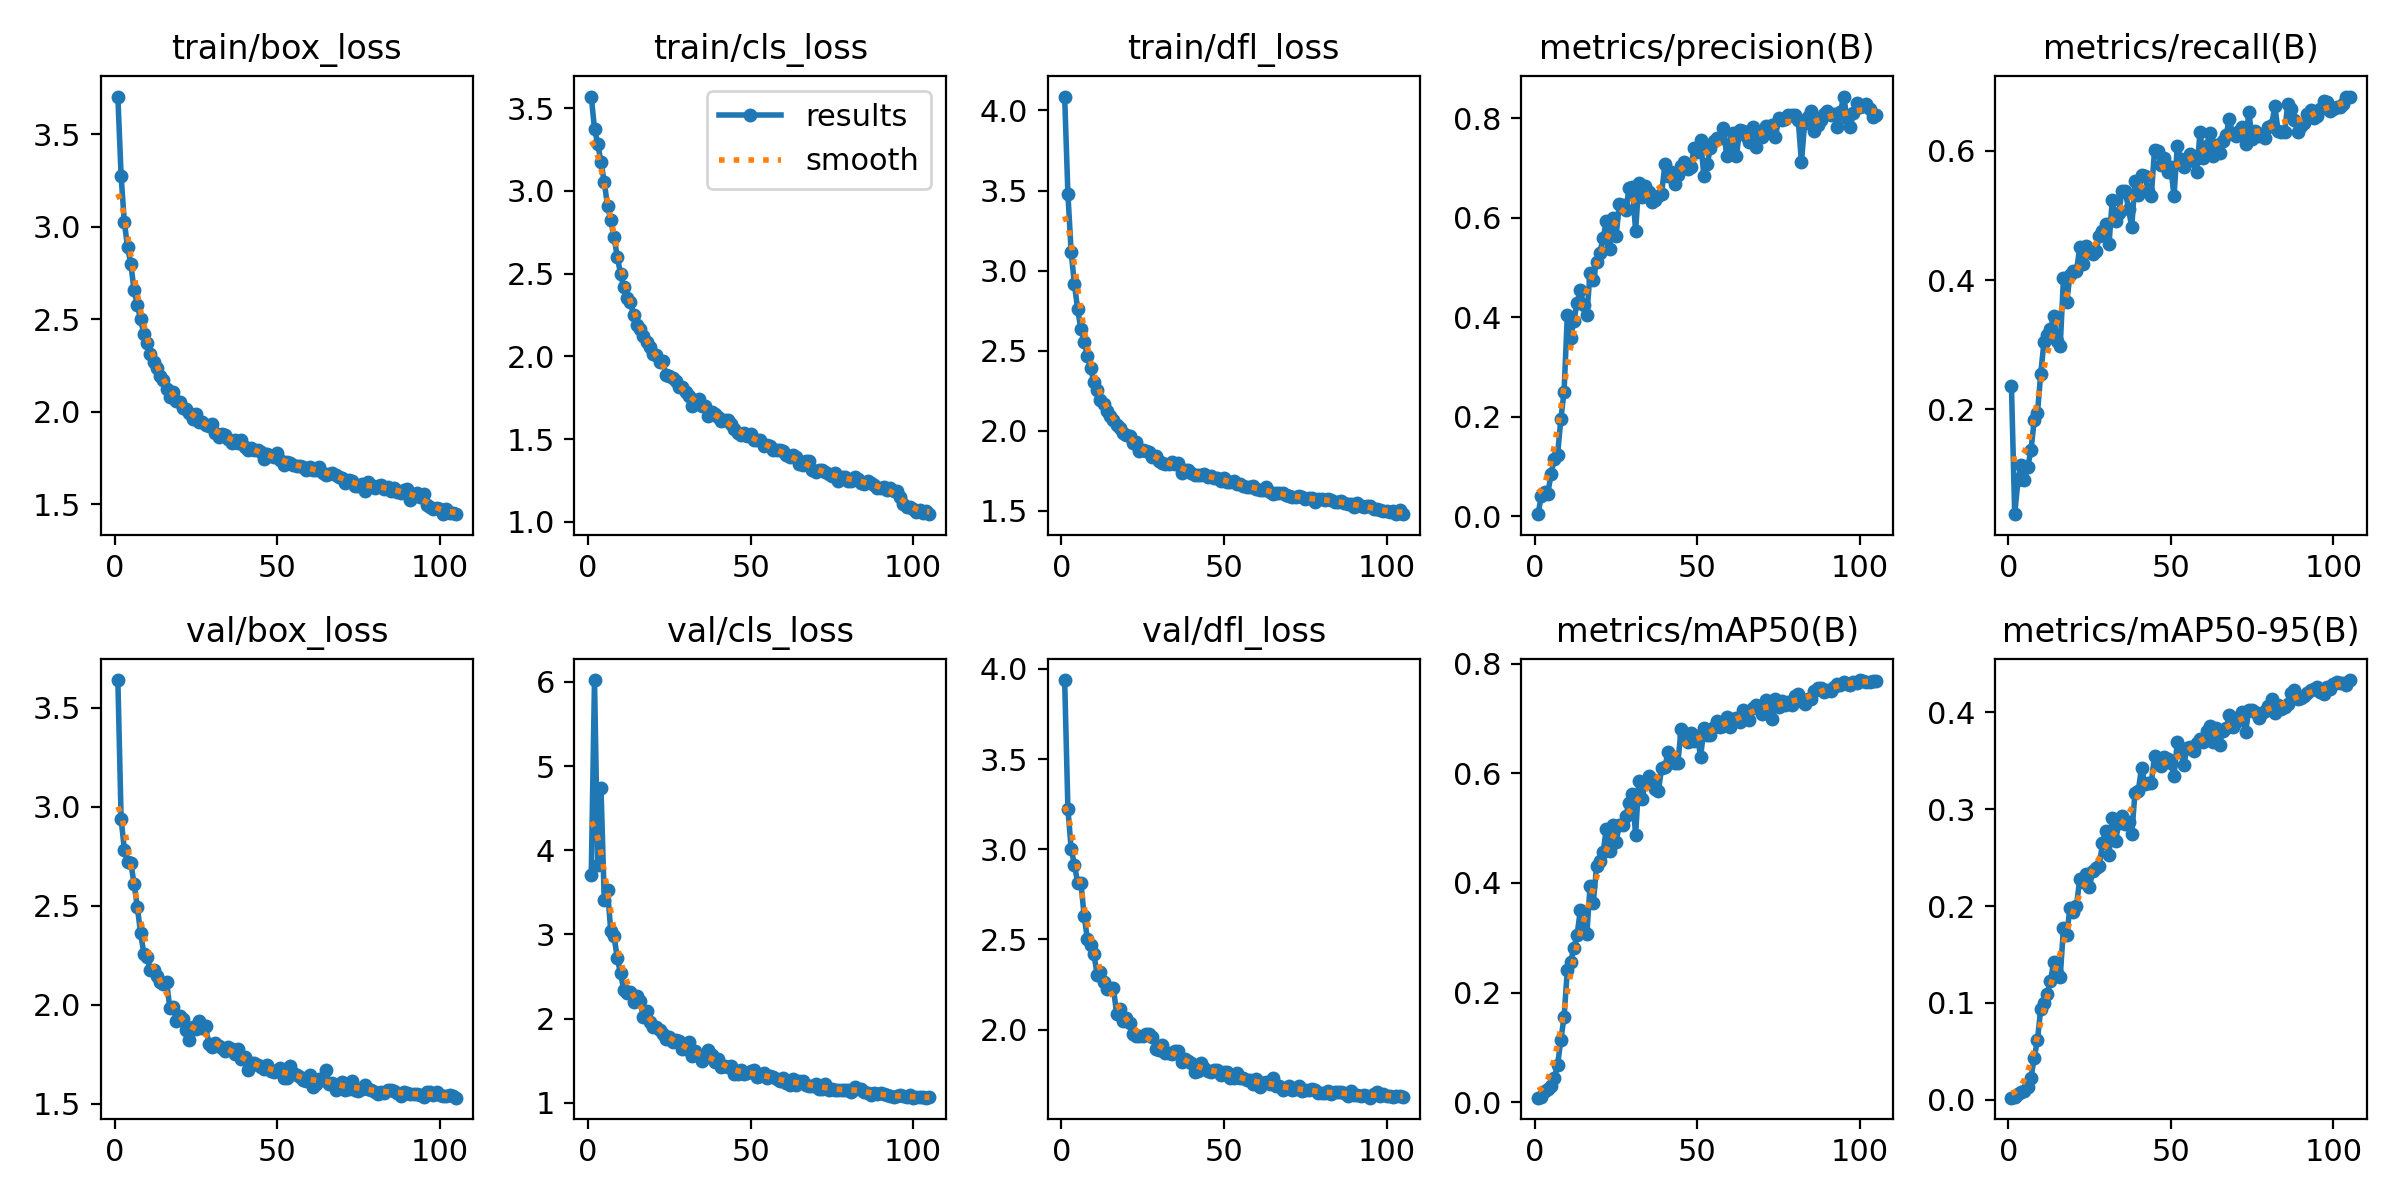 train/box_loss
3.5
3.0
2.5
2.0
1.5
0 50 100
train/cls_loss
results
smooth
3.5
3.0
2.5
2.0
1.5
1.0
0 50 100
train/dfl_loss
4.0
3.5
3.0
2.5
2.0
1.5
0 50 100
metrics/precision(B)
0.8
0.6
0.4
0.2
0.0
0 50 100
metrics/recall(B)
0.6
0.4
0.2
0 50 100
val/box_loss
3.5
3.0
2.5
2.0
1.5
0 50 100
val/cls_loss
6
5
4
3
2
1
0 50 100
val/dfl_loss
4.0
3.5
3.0
2.5
2.0
0 50 100
metrics/mAP50(B)
0.8
0.6
0.4
0.2
0.0
0 50 100
metrics/mAP50-95(B)
0.4
0.3
0.2
0.1
0.0
0 50 100